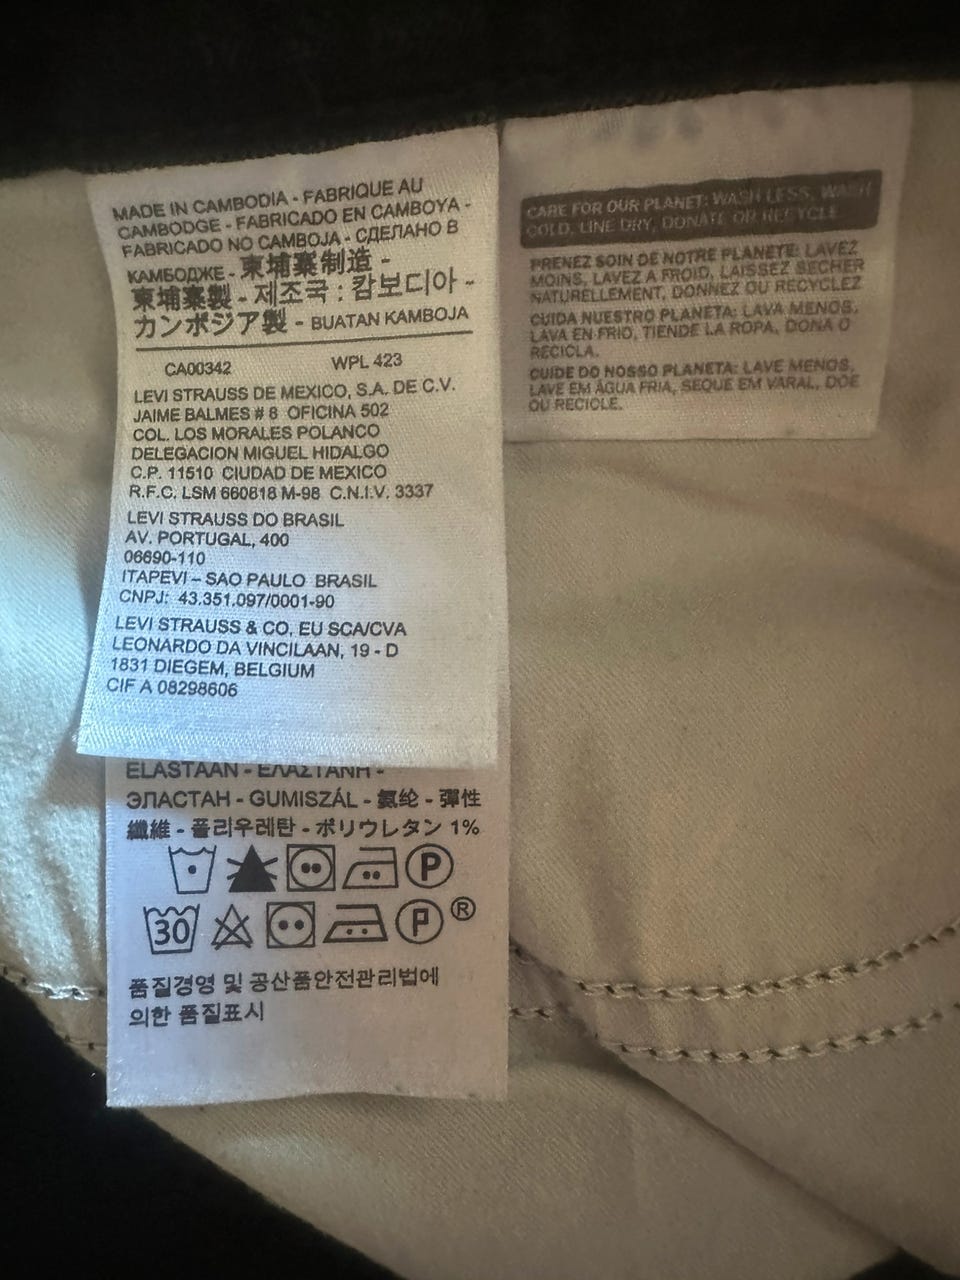 MADE IN CAMBODIA - FABRIQUE AU
CAMBODGE - FABRICADO EN CAMBOYA -
FABRICADO NO CAMBOJA - СДЕЛАНО В
КАМБОДЖЕ - 柬埔寨制造 -
柬埔寨製 - 제조국 : 캄보디아 -
カンボジア製 - BUATAN KAMBOJA
CA00342 WPL 423
LEVI STRAUSS DE MEXICO, S.A. DE C.V.
JAIME BALMES # 8 OFICINA 502
COL. LOS MORALES POLANCO
DELEGACION MIGUEL HIDALGO
C.P. 11510 CIUDAD DE MEXICO
R.F.C. LSM 660818 M-98 C.N.I.V. 3337
LEVI STRAUSS DO BRASIL
AV. PORTUGAL, 400
06690-110
ITAPEVI – SAO PAULO BRASIL
CNPJ: 43.351.097/0001-90
LEVI STRAUSS & CO, EU SCA/CVA
LEONARDO DA VINCILAAN, 19 - D
1831 DIEGEM, BELGIUM
CIF A 08298606
ELASTAAN - ΕΛΑΣΤΑΝΗ -
ЭЛАСТАН - GUMISZÁL - 氨纶 - 彈性
纖維 - 폴리우레탄 - ポリウレタン 1%
P
30 P ®
품질경영 및 공산품안전관리법에
의한 품질표시
CARE FOR OUR PLANET: WASH LESS, WASH
COLD, LINE DRY, DONATE OR RECYCLE
PRENEZ SOIN DE NOTRE PLANETE: LAVEZ
MOINS, LAVEZ A FROID, LAISSEZ SECHER
NATURELLEMENT, DONNEZ OU RECYCLEZ
CUIDA NUESTRO PLANETA: LAVA MENOS,
LAVA EN FRIO, TIENDE LA ROPA, DONA O
RECICLA.
CUIDE DO NOSSO PLANETA: LAVE MENOS,
LAVE EM ÁGUA FRIA, SEQUE EM VARAL, DOE
OU RECICLE.